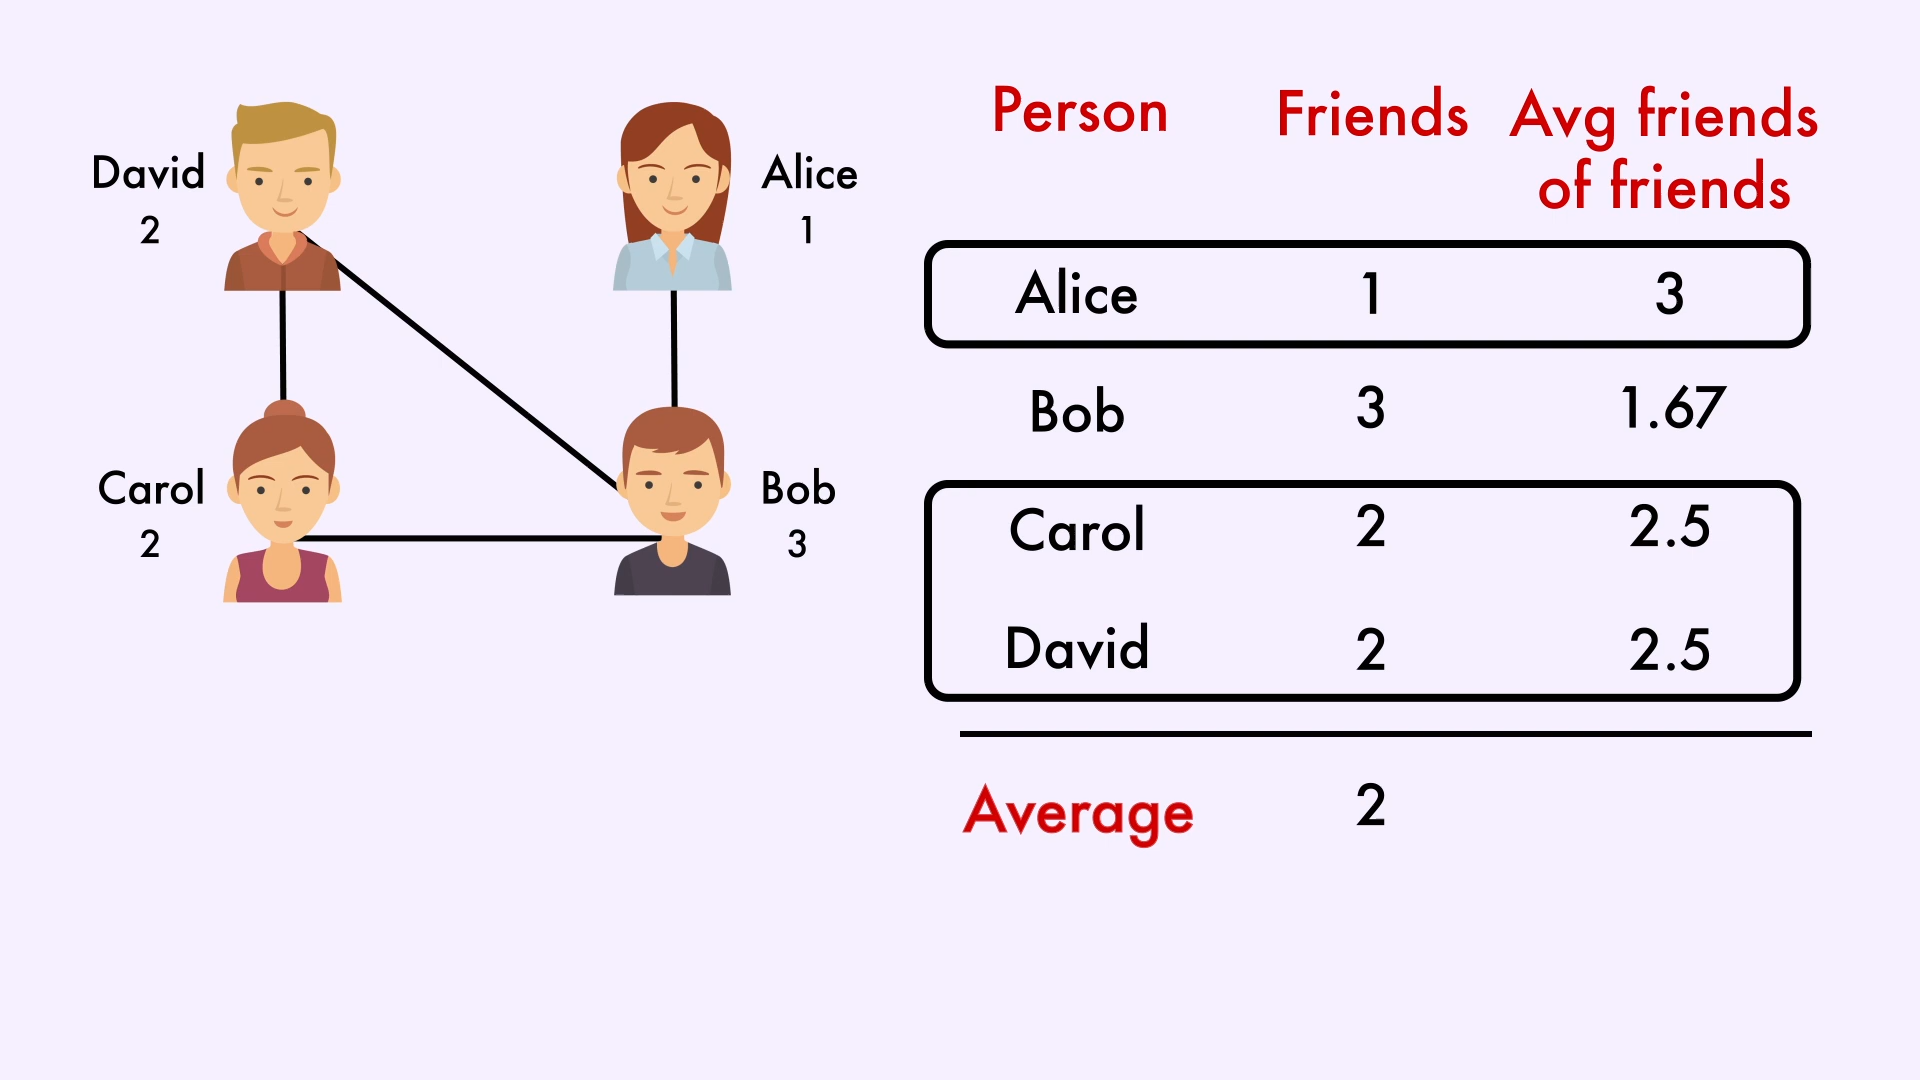 David
2
Alice
1
Carol
2
Bob
3
Person Friends Avg friends
of friends
Alice 1 3
Bob 3 1.67
Carol 2 2.5
David 2 2.5
Average 2